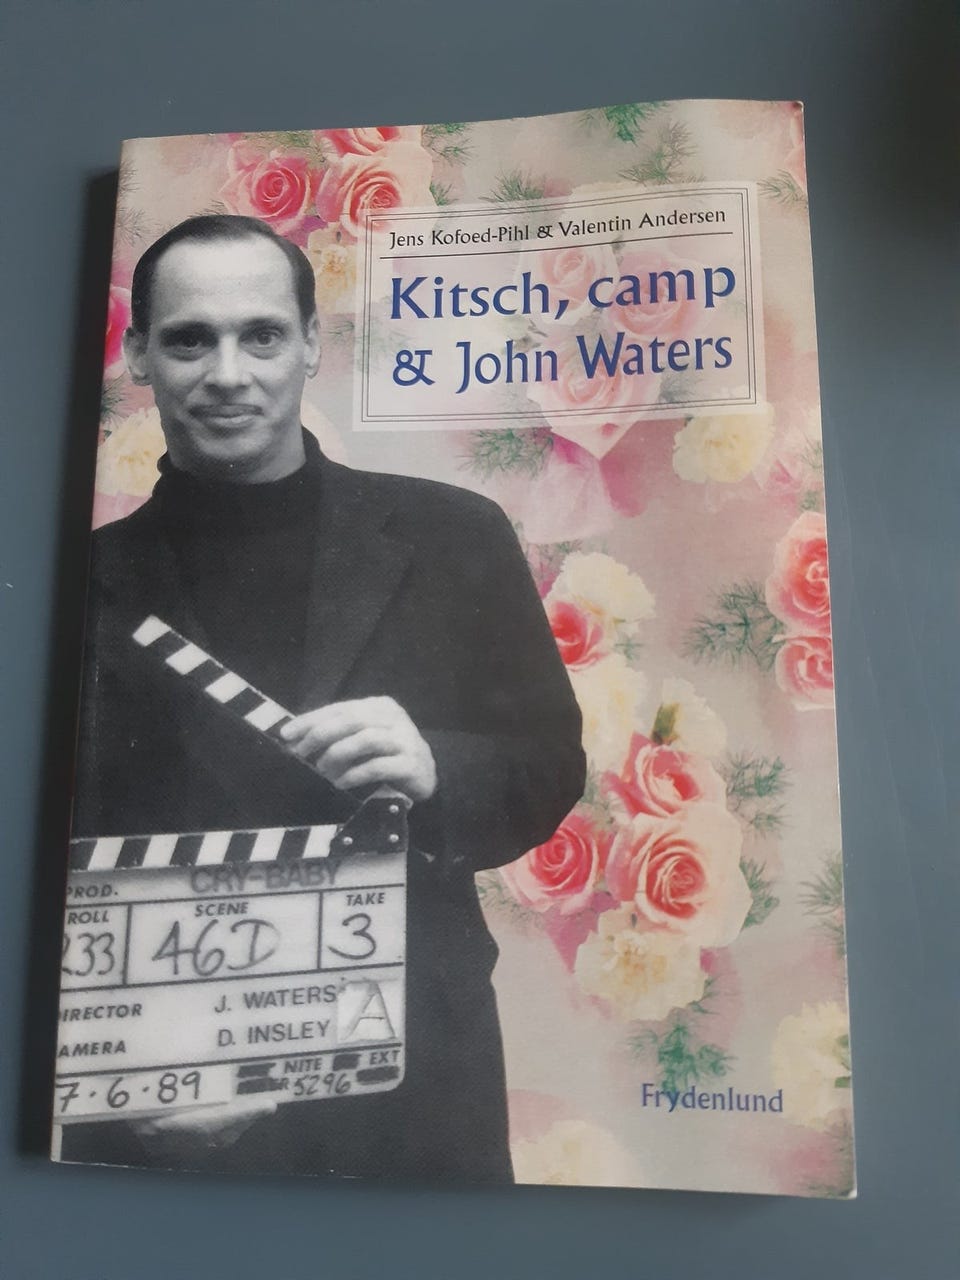 Jens Kofoed-Pihl & Valentin Andersen
Kitsch, camp
& John Waters
CRY-BABY
PROD.
ROLL
SCENE
TAKE
233
46D
3
DIRECTOR
J. WATERS
A
CAMERA
D. INSLEY
NITE
EXT
7·6·89
5296
Frydenlund